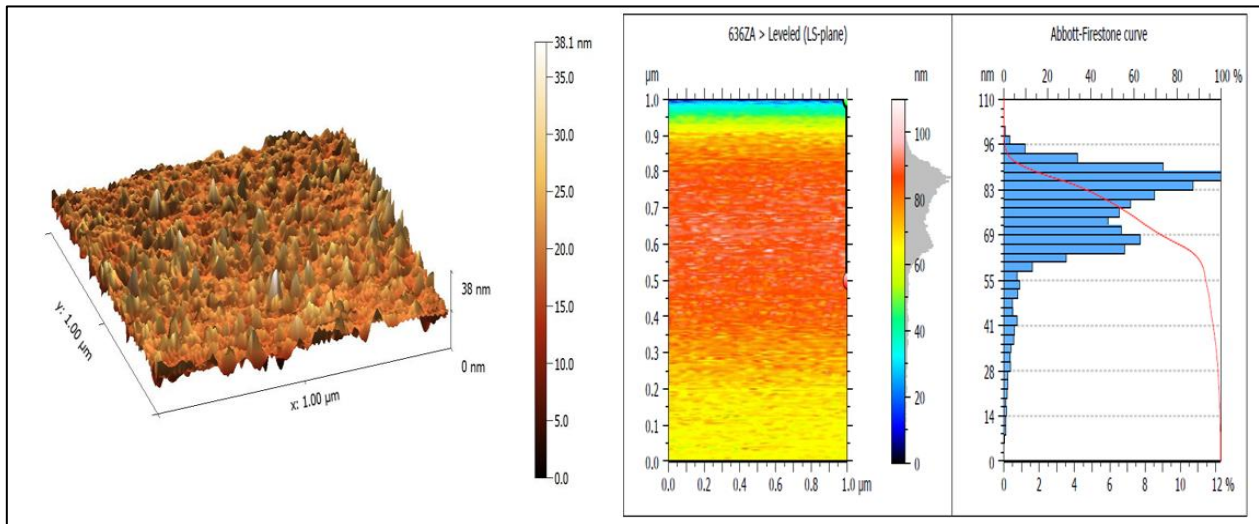 38.1 nm
35.0
30.0
25.0
20.0
15.0
10.0
5.0
0.0
38 nm
0 nm
y: 1.00 µm
x: 1.00 µm
636ZA > Leveled (LS-plane)
µm
nm
1.0
0.9
0.8
0.7
0.6
0.5
0.4
0.3
0.2
0.1
0.0
0.0 0.2 0.4 0.6 0.8 1.0 µm
100
80
60
40
20
0
Abbott-Firestone curve
nm 0 20 40 60 80 100 %
110
96
83
69
55
41
28
14
0
0 2 4 6 8 10 12 %